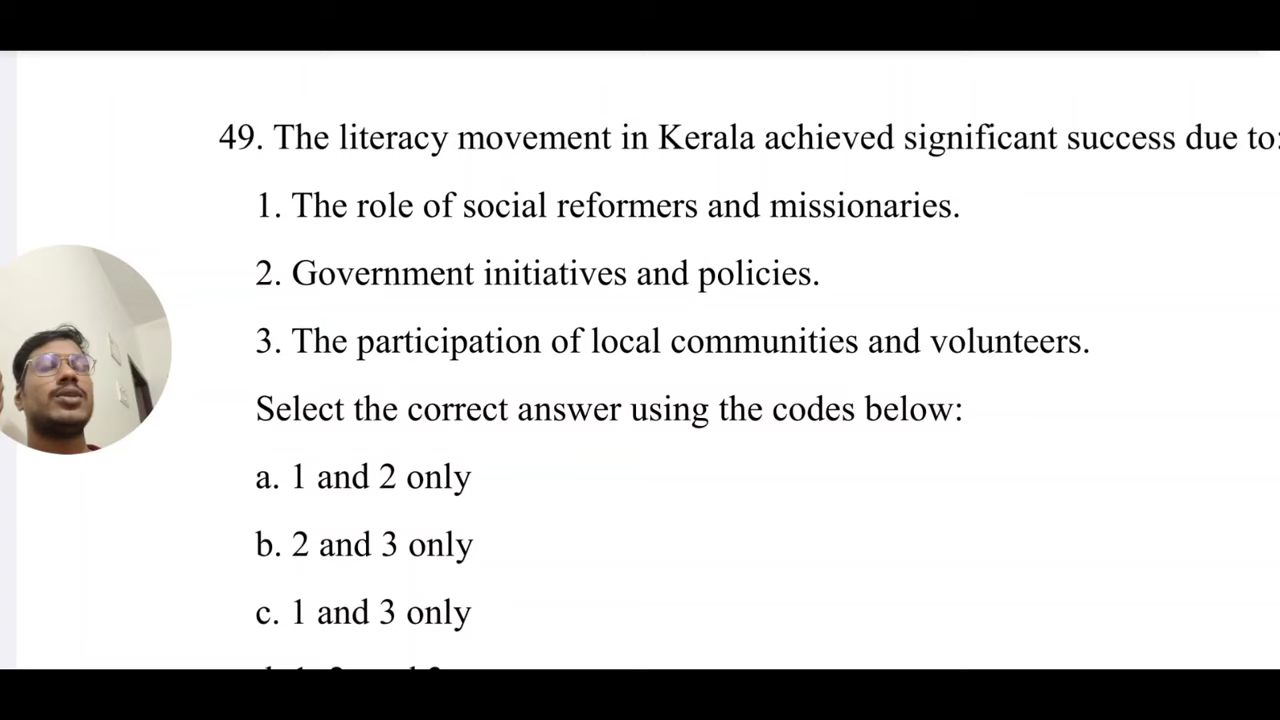 49. The literacy movement in Kerala achieved significant success due to:
1. The role of social reformers and missionaries.
2. Government initiatives and policies.
3. The participation of local communities and volunteers.
Select the correct answer using the codes below:
a. 1 and 2 only
b. 2 and 3 only
c. 1 and 3 only